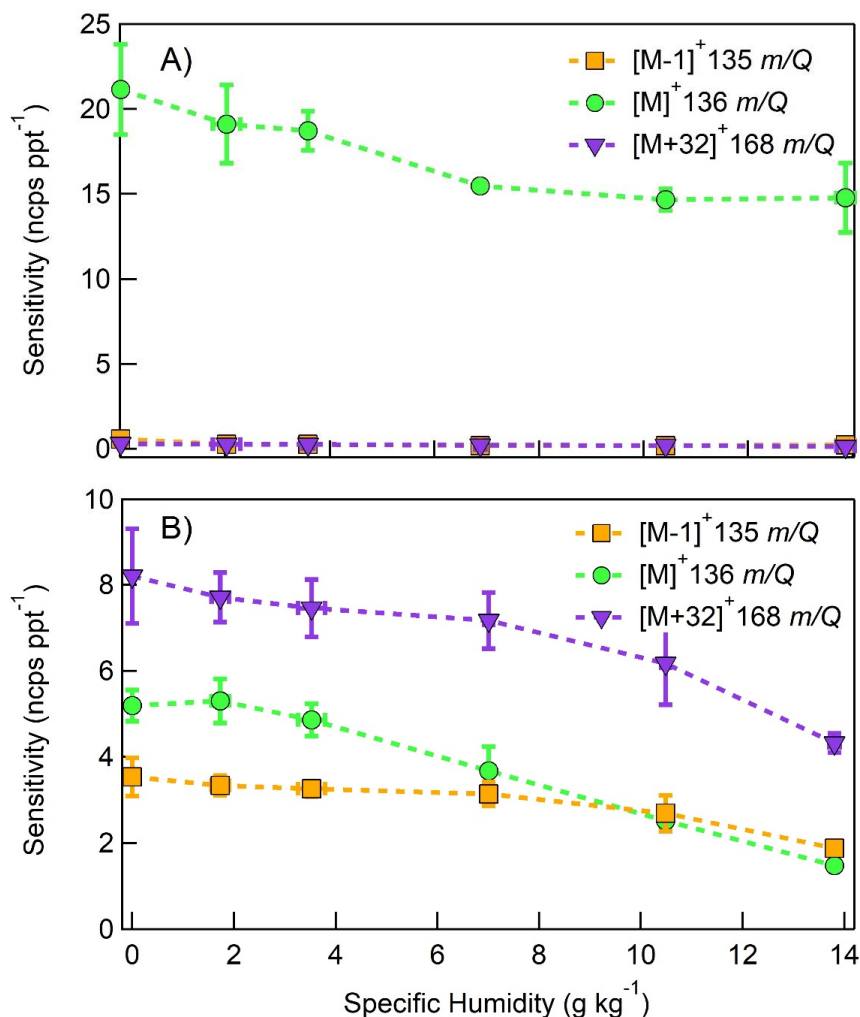 25
20
15
10
5
0
Sensitivity (ncps ppt⁻¹)
A)
[M-1]⁺ 135 m/Q
[M]⁺ 136 m/Q
[M+32]⁺ 168 m/Q
10
8
6
4
2
0
Sensitivity (ncps ppt⁻¹)
B)
[M-1]⁺ 135 m/Q
[M]⁺ 136 m/Q
[M+32]⁺ 168 m/Q
0 2 4 6 8 10 12 14
Specific Humidity (g kg⁻¹)